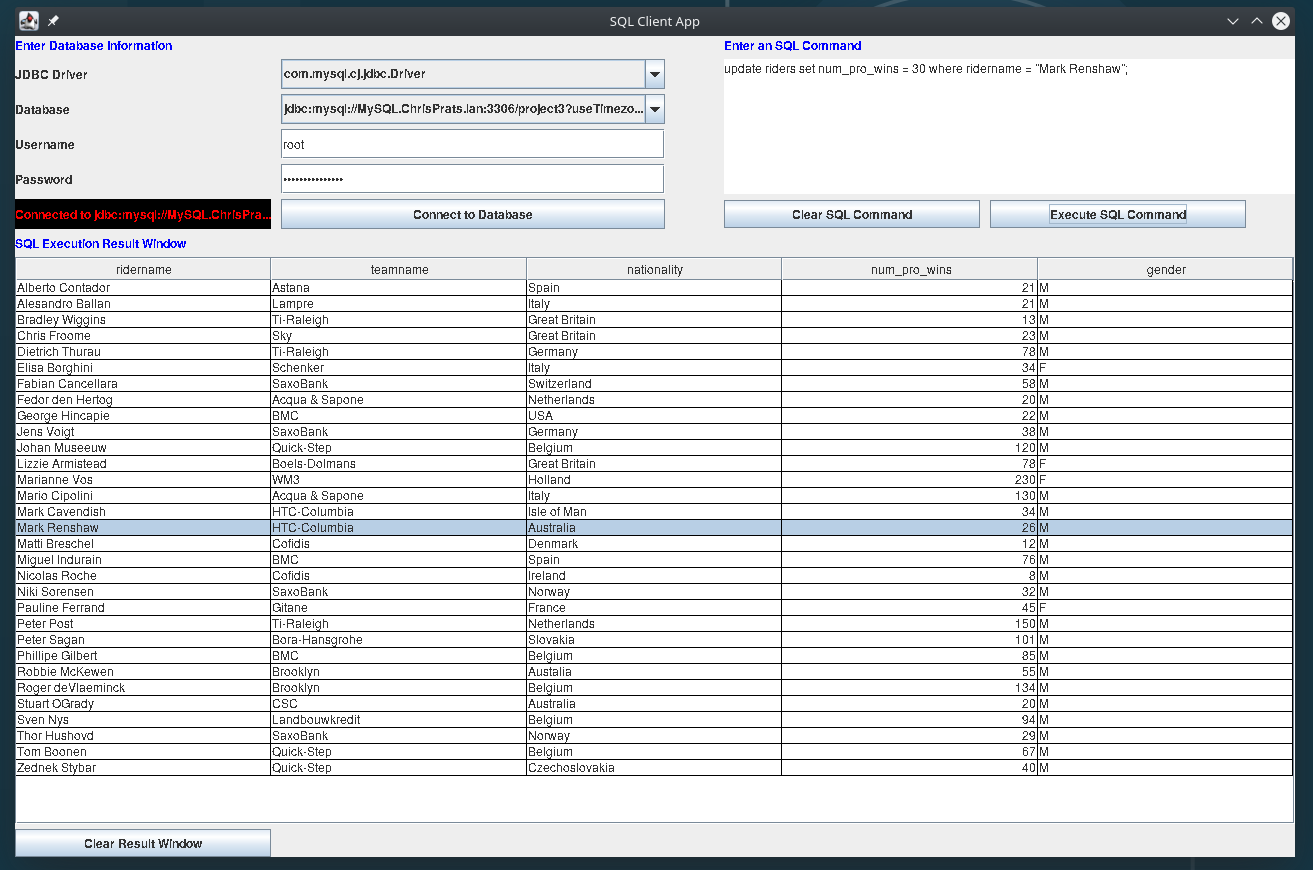 SQL Client App
Enter Database Information
Enter an SQL Command
JDBC Driver com.mysql.cj.jdbc.Driver
update riders set num_pro_wins = 30 where ridername = "Mark Renshaw";
Database jdbc:mysql://MySQL.ChrisPrats.lan:3306/project3?useTimezo...
Username root
Password •••••••••••••••
Connected to jdbc:mysql://MySQL.ChrisPra... Connect to Database Clear SQL Command Execute SQL Command
SQL Execution Result Window
ridername teamname nationality num_pro_wins gender
Alberto Contador Astana Spain 21 M
Alesandro Ballan Lampre Italy 21 M
Bradley Wiggins Ti-Raleigh Great Britain 13 M
Chris Froome Sky Great Britain 23 M
Dietrich Thurau Ti-Raleigh Germany 78 M
Elisa Borghini Schenker Italy 34 F
Fabian Cancellara SaxoBank Switzerland 58 M
Fedor den Hertog Acqua & Sapone Netherlands 20 M
George Hincapie BMC USA 22 M
Jens Voigt SaxoBank Germany 38 M
Johan Museeuw Quick-Step Belgium 120 M
Lizzie Armistead Boels-Dolmans Great Britain 78 F
Marianne Vos WM3 Holland 230 F
Mario Cipolini Acqua & Sapone Italy 130 M
Mark Cavendish HTC-Columbia Isle of Man 34 M
Mark Renshaw HTC-Columbia Australia 26 M
Matti Breschel Cofidis Denmark 12 M
Miguel Indurain BMC Spain 76 M
Nicolas Roche Cofidis Ireland 8 M
Niki Sorensen SaxoBank Norway 32 M
Pauline Ferrand Gitane France 45 F
Peter Post Ti-Raleigh Netherlands 150 M
Peter Sagan Bora-Hansgrohe Slovakia 101 M
Phillipe Gilbert BMC Belgium 85 M
Robbie McKewen Brooklyn Austalia 55 M
Roger deVlaeminck Brooklyn Belgium 134 M
Stuart OGrady CSC Australia 20 M
Sven Nys Landbouwkredit Belgium 94 M
Thor Hushovd SaxoBank Norway 29 M
Tom Boonen Quick-Step Belgium 67 M
Zednek Stybar Quick-Step Czechoslovakia 40 M
Clear Result Window